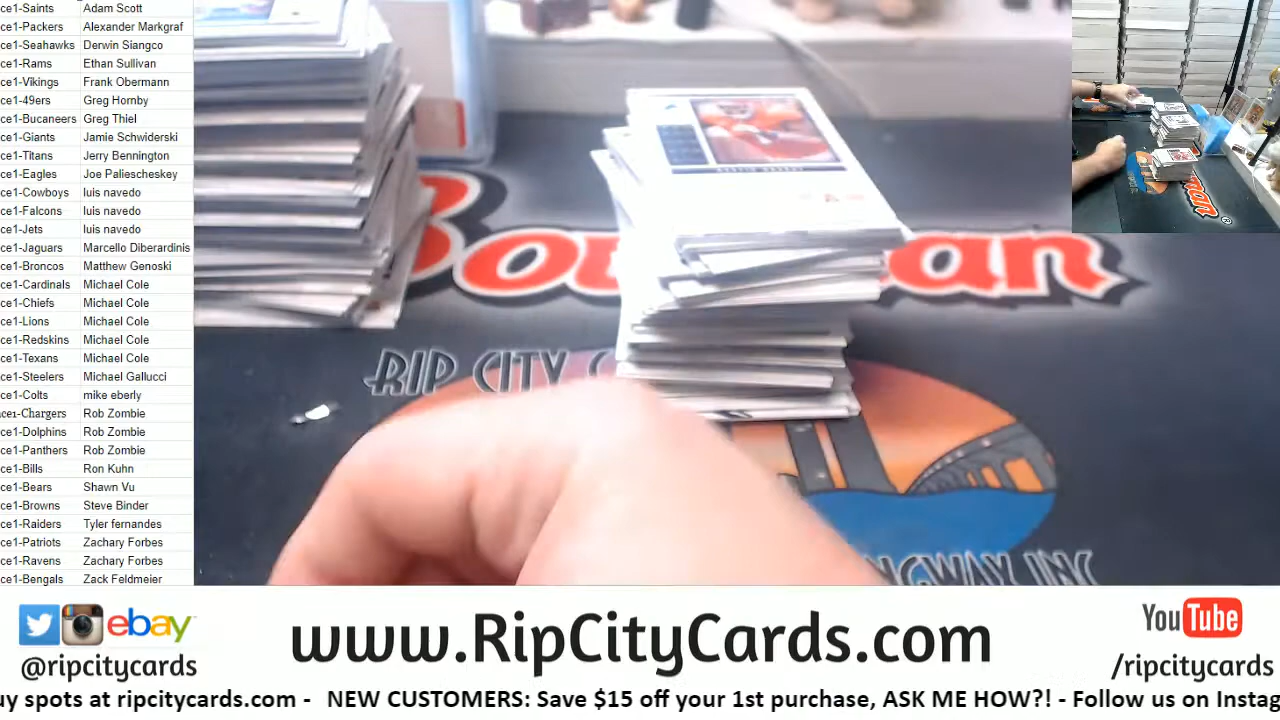 ce1-Saints Adam Scott
ce1-Packers Alexander Markgraf
ce1-Seahawks Derwin Siangco
ce1-Rams Ethan Sullivan
ce1-Vikings Frank Obermann
ce1-49ers Greg Hornby
ce1-Bucaneers Greg Thiel
ce1-Giants Jamie Schwiderski
ce1-Titans Jerry Bennington
ce1-Eagles Joe Paliescheskey
ce1-Cowboys luis navedo
ce1-Falcons luis navedo
ce1-Jets luis navedo
ce1-Jaguars Marcello Diberardinis
ce1-Broncos Matthew Genoski
ce1-Cardinals Michael Cole
ce1-Chiefs Michael Cole
ce1-Lions Michael Cole
ce1-Redskins Michael Cole
ce1-Texans Michael Cole
ce1-Steelers Michael Gallucci
ce1-Colts mike eberly
ce1-Chargers Rob Zombie
ce1-Dolphins Rob Zombie
ce1-Panthers Rob Zombie
ce1-Bills Ron Kuhn
ce1-Bears Shawn Vu
ce1-Browns Steve Binder
ce1-Raiders Tyler fernandes
ce1-Patriots Zachary Forbes
ce1-Ravens Zachary Forbes
ce1-Bengals Zack Feldmeier
RIP CITY
INC
ebay
@ripcitycards
www.RipCityCards.com
YouTube
/ripcitycards
uy spots at ripcitycards.com - NEW CUSTOMERS: Save $15 off your 1st purchase, ASK ME HOW?! - Follow us on Instag